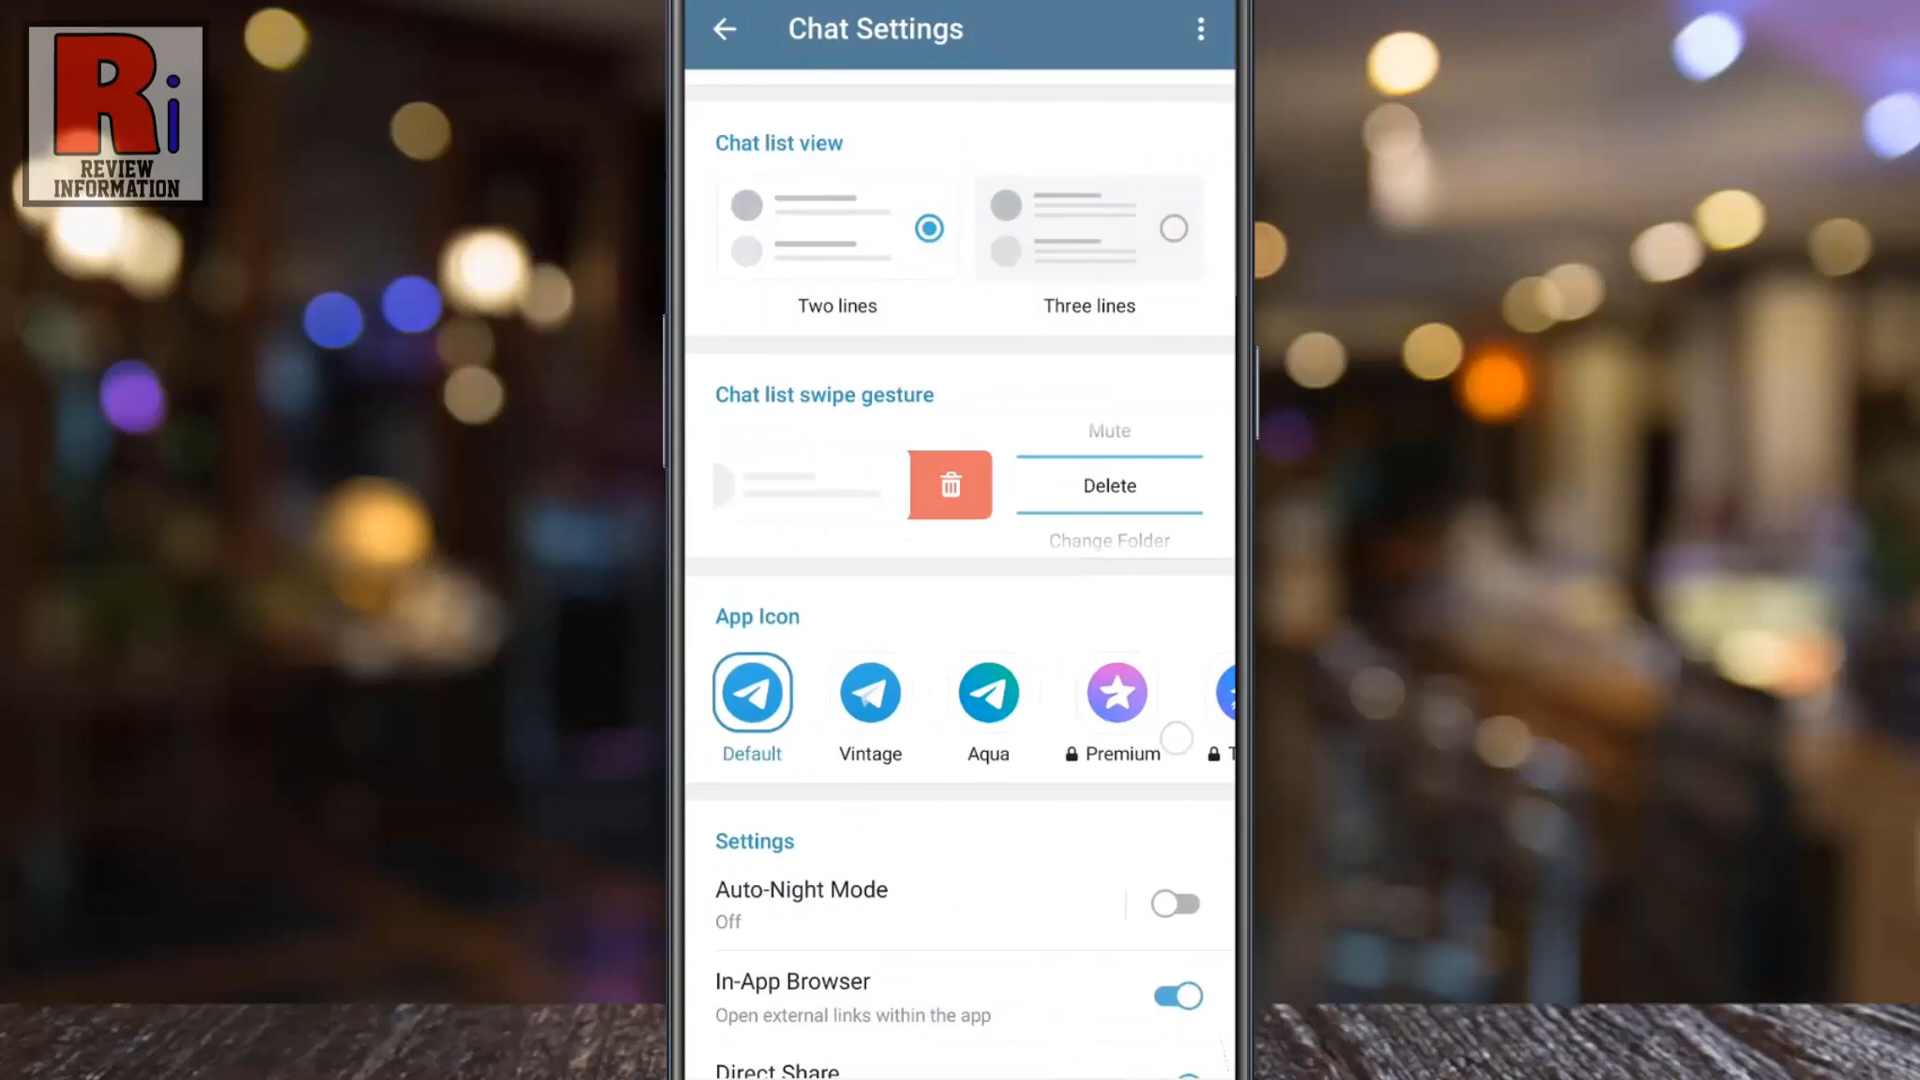 Ri
REVIEW
INFORMATION
Chat Settings
Chat list view
Two lines
Three lines
Chat list swipe gesture
Mute
Delete
Change Folder
App Icon
Default
Vintage
Aqua
Premium
T
Settings
Auto-Night Mode
Off
In-App Browser
Open external links within the app
Direct Share